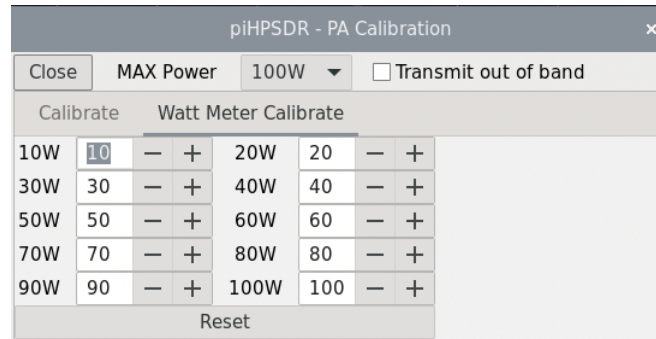 piHPSDR - PA Calibration ×
Close MAX Power 100W Transmit out of band
Calibrate Watt Meter Calibrate
10W 10 − + 20W 20 − +
30W 30 − + 40W 40 − +
50W 50 − + 60W 60 − +
70W 70 − + 80W 80 − +
90W 90 − + 100W 100 − +
Reset